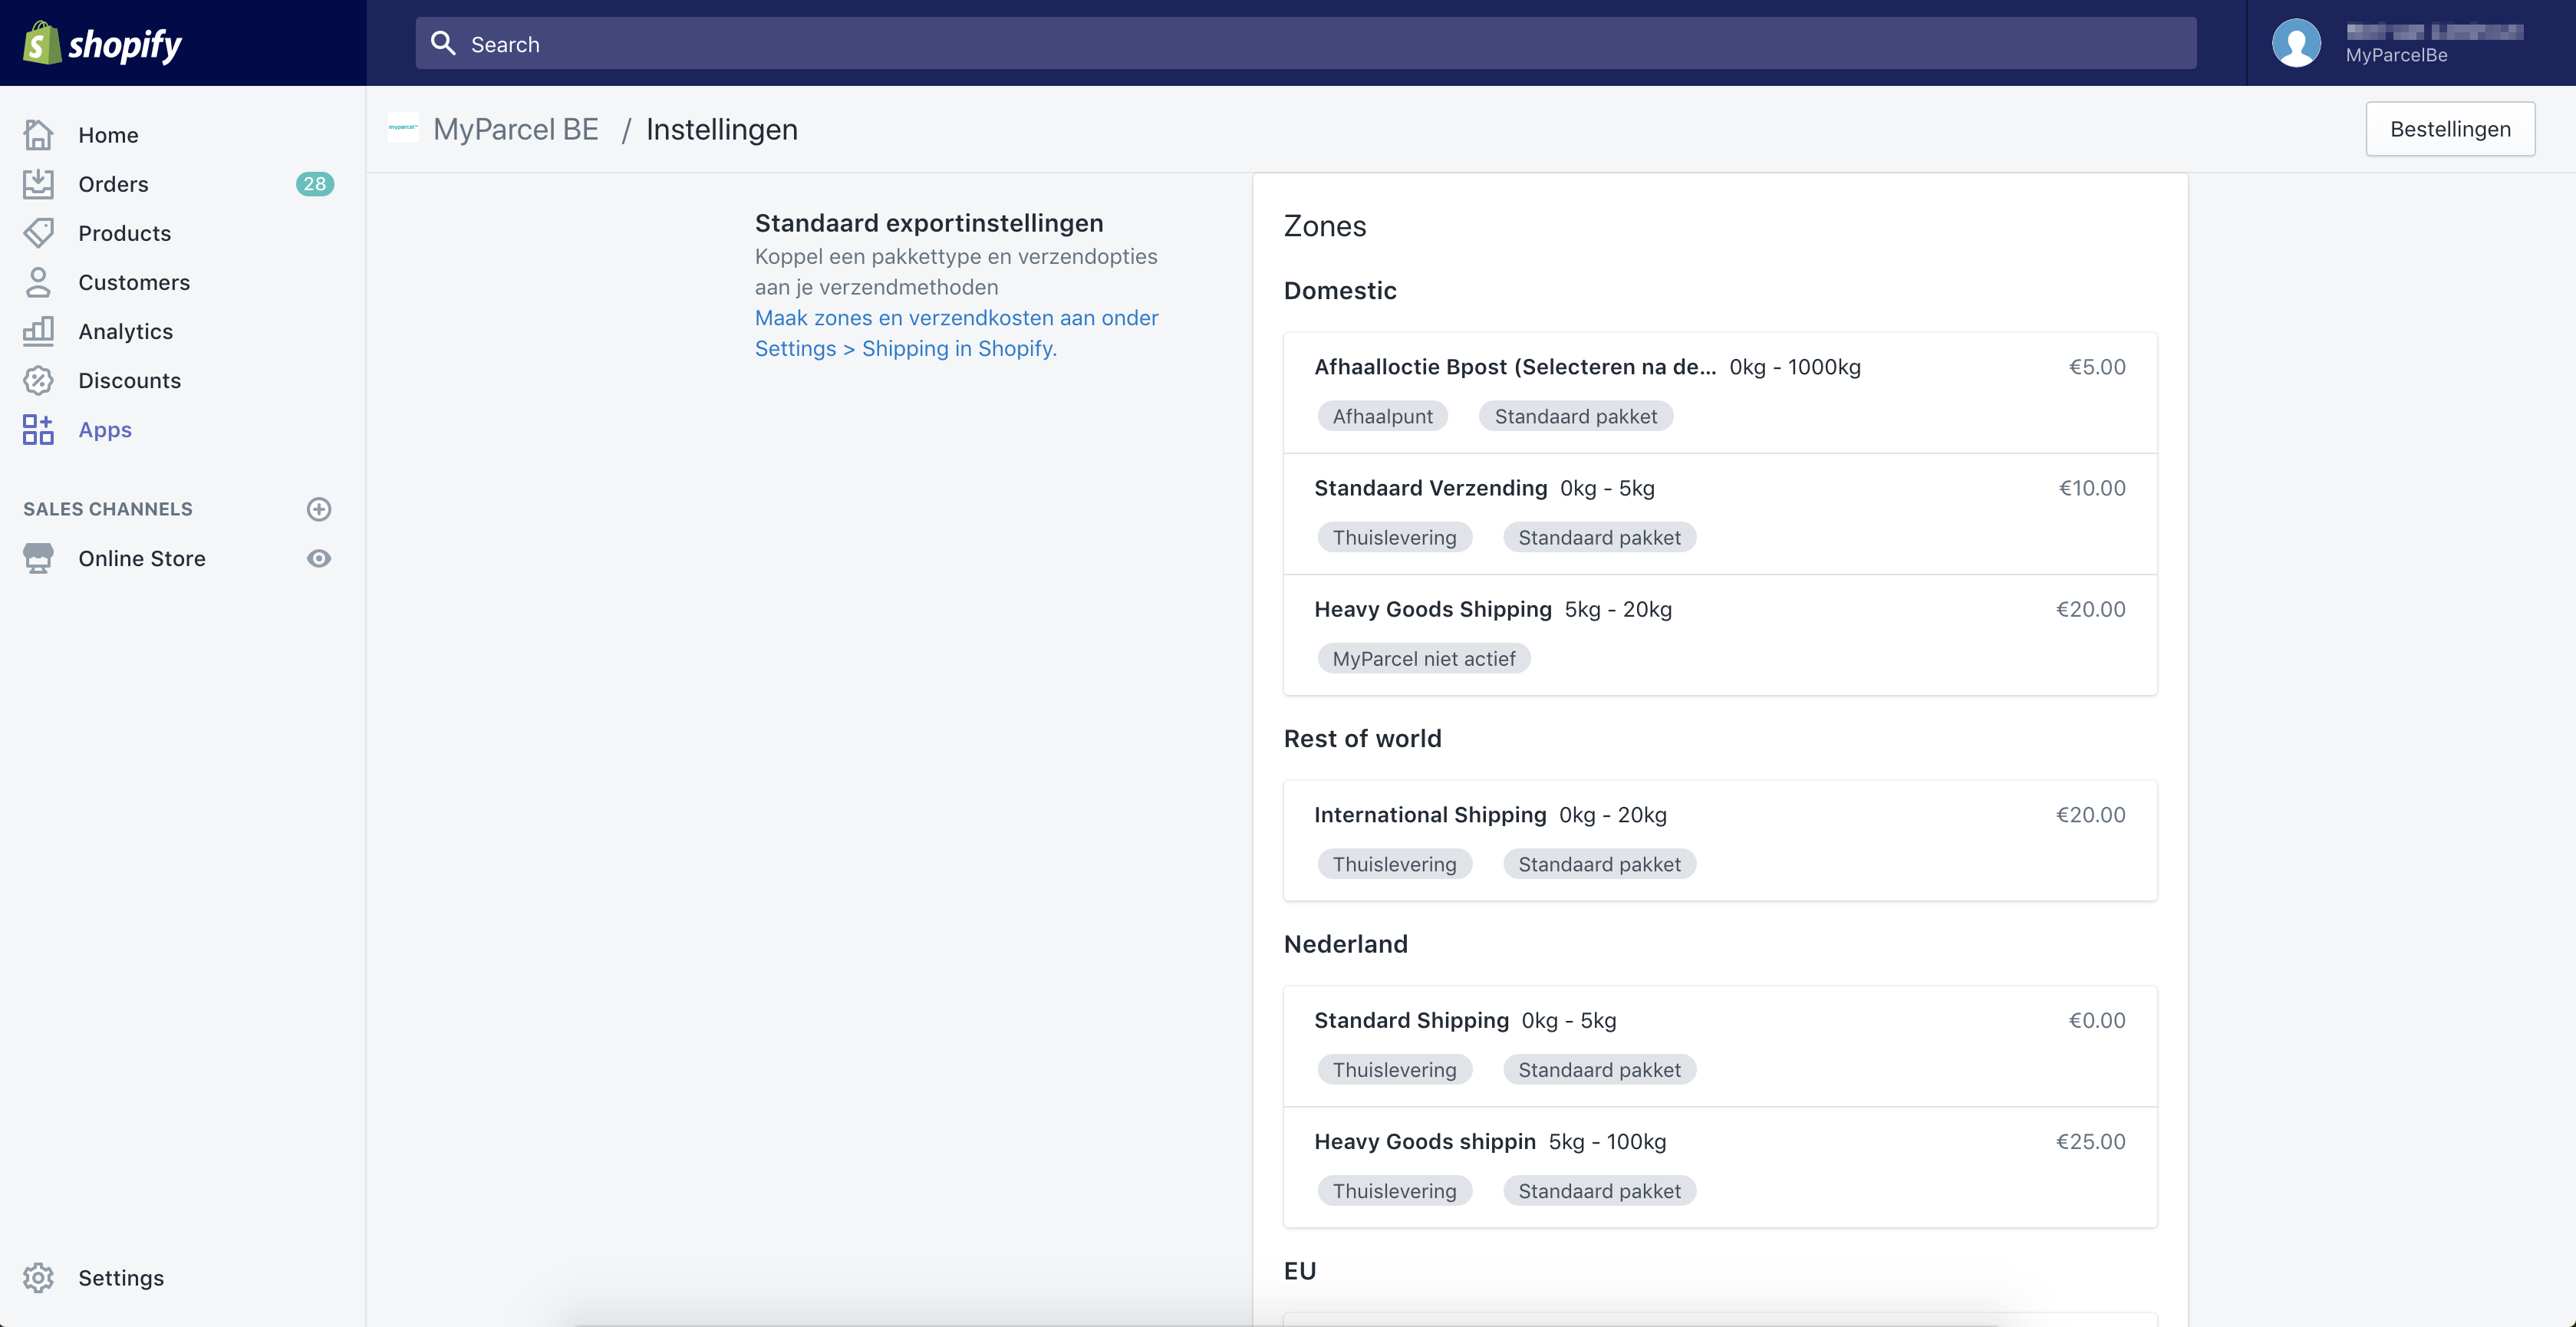 shopify
Search
MyParcelBe
Home
Orders 28
Products
Customers
Analytics
Discounts
Apps
SALES CHANNELS
Online Store
Settings
myparcel
MyParcel BE / Instellingen
Bestellingen
Standaard exportinstellingen
Koppel een pakkettype en verzendopties
aan je verzendmethoden
Maak zones en verzendkosten aan onder
Settings > Shipping in Shopify.
Zones
Domestic
Afhaalloctie Bpost (Selecteren na de... 0kg - 1000kg €5.00
Afhaalpunt Standaard pakket
Standaard Verzending 0kg - 5kg €10.00
Thuislevering Standaard pakket
Heavy Goods Shipping 5kg - 20kg €20.00
MyParcel niet actief
Rest of world
International Shipping 0kg - 20kg €20.00
Thuislevering Standaard pakket
Nederland
Standard Shipping 0kg - 5kg €0.00
Thuislevering Standaard pakket
Heavy Goods shippin 5kg - 100kg €25.00
Thuislevering Standaard pakket
EU